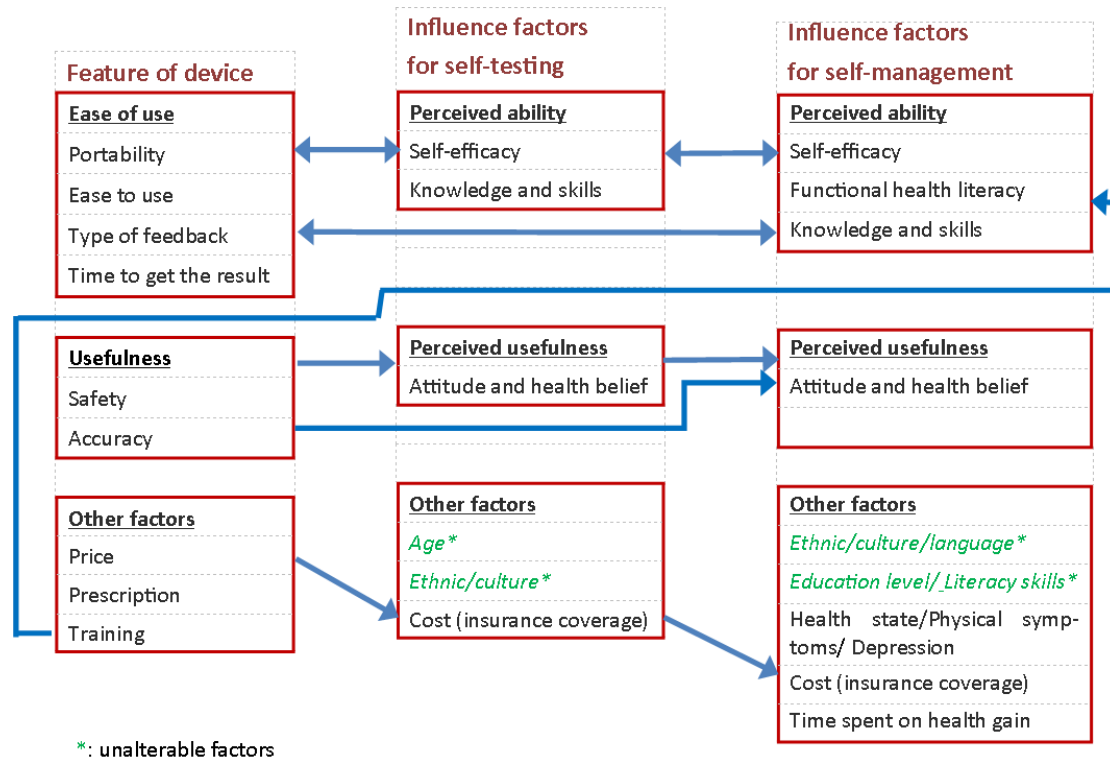 Feature of device
Ease of use
Portability
Ease to use
Type of feedback
Time to get the result
Usefulness
Safety
Accuracy
Other factors
Price
Prescription
Training
Influence factors
for self-testing
Perceived ability
Self-efficacy
Knowledge and skills
Perceived usefulness
Attitude and health belief
Other factors
Age*
Ethnic/culture*
Cost (insurance coverage)
Influence factors
for self-management
Perceived ability
Self-efficacy
Functional health literacy
Knowledge and skills
Perceived usefulness
Attitude and health belief
Other factors
Ethnic/culture/language*
Education level/_Literacy skills*
Health state/Physical symp-
toms/ Depression
Cost (insurance coverage)
Time spent on health gain
*: unalterable factors